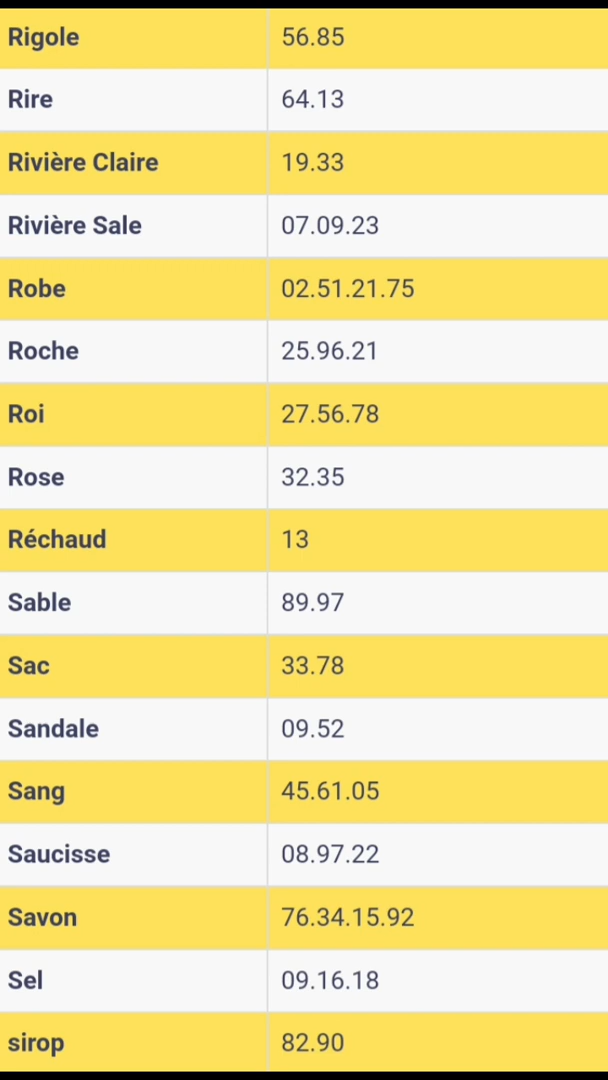 Rigole 56.85
Rire 64.13
Rivière Claire 19.33
Rivière Sale 07.09.23
Robe 02.51.21.75
Roche 25.96.21
Roi 27.56.78
Rose 32.35
Réchaud 13
Sable 89.97
Sac 33.78
Sandale 09.52
Sang 45.61.05
Saucisse 08.97.22
Savon 76.34.15.92
Sel 09.16.18
sirop 82.90